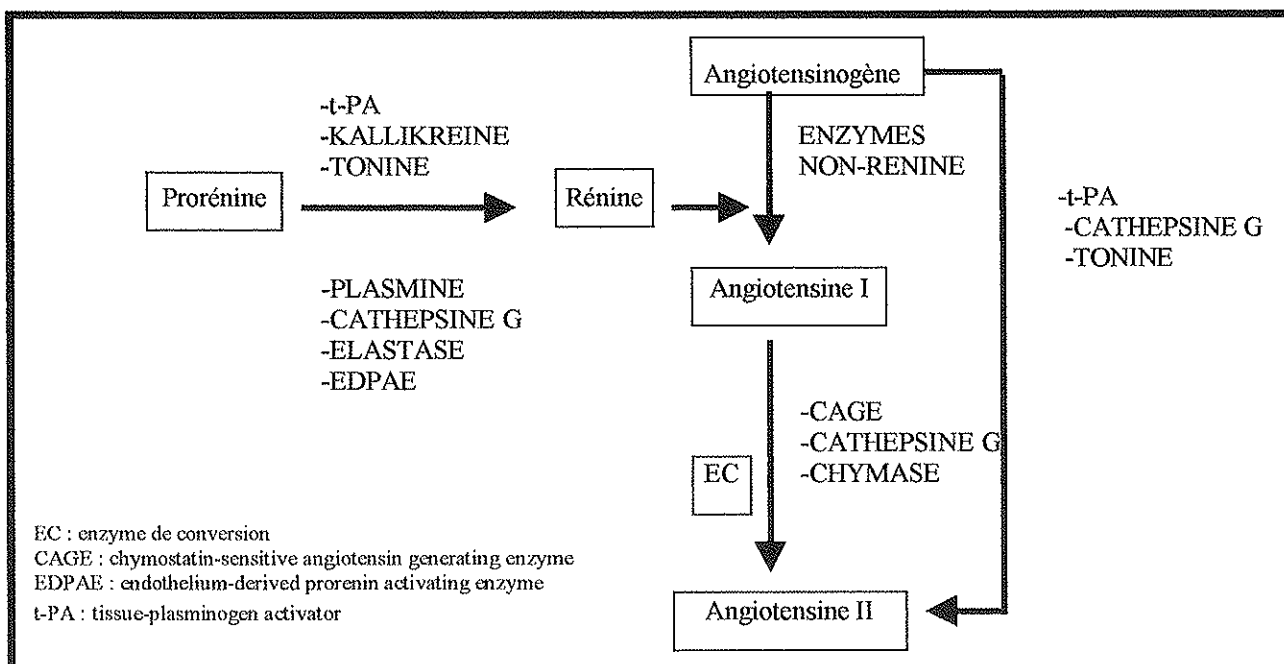 Angiotensinogène
-t-PA
-KALLIKREINE
-TONINE
ENZYMES
NON-RENINE
Prorénine
Rénine
-t-PA
-CATHEPSINE G
-TONINE
-PLASMINE
-CATHEPSINE G
-ELASTASE
-EDPAE
Angiotensine I
-CAGE
-CATHEPSINE G
-CHYMASE
EC
EC : enzyme de conversion
CAGE : chymostatin-sensitive angiotensin generating enzyme
EDPAE : endothelium-derived prorenin activating enzyme
t-PA : tissue-plasminogen activator
Angiotensine II